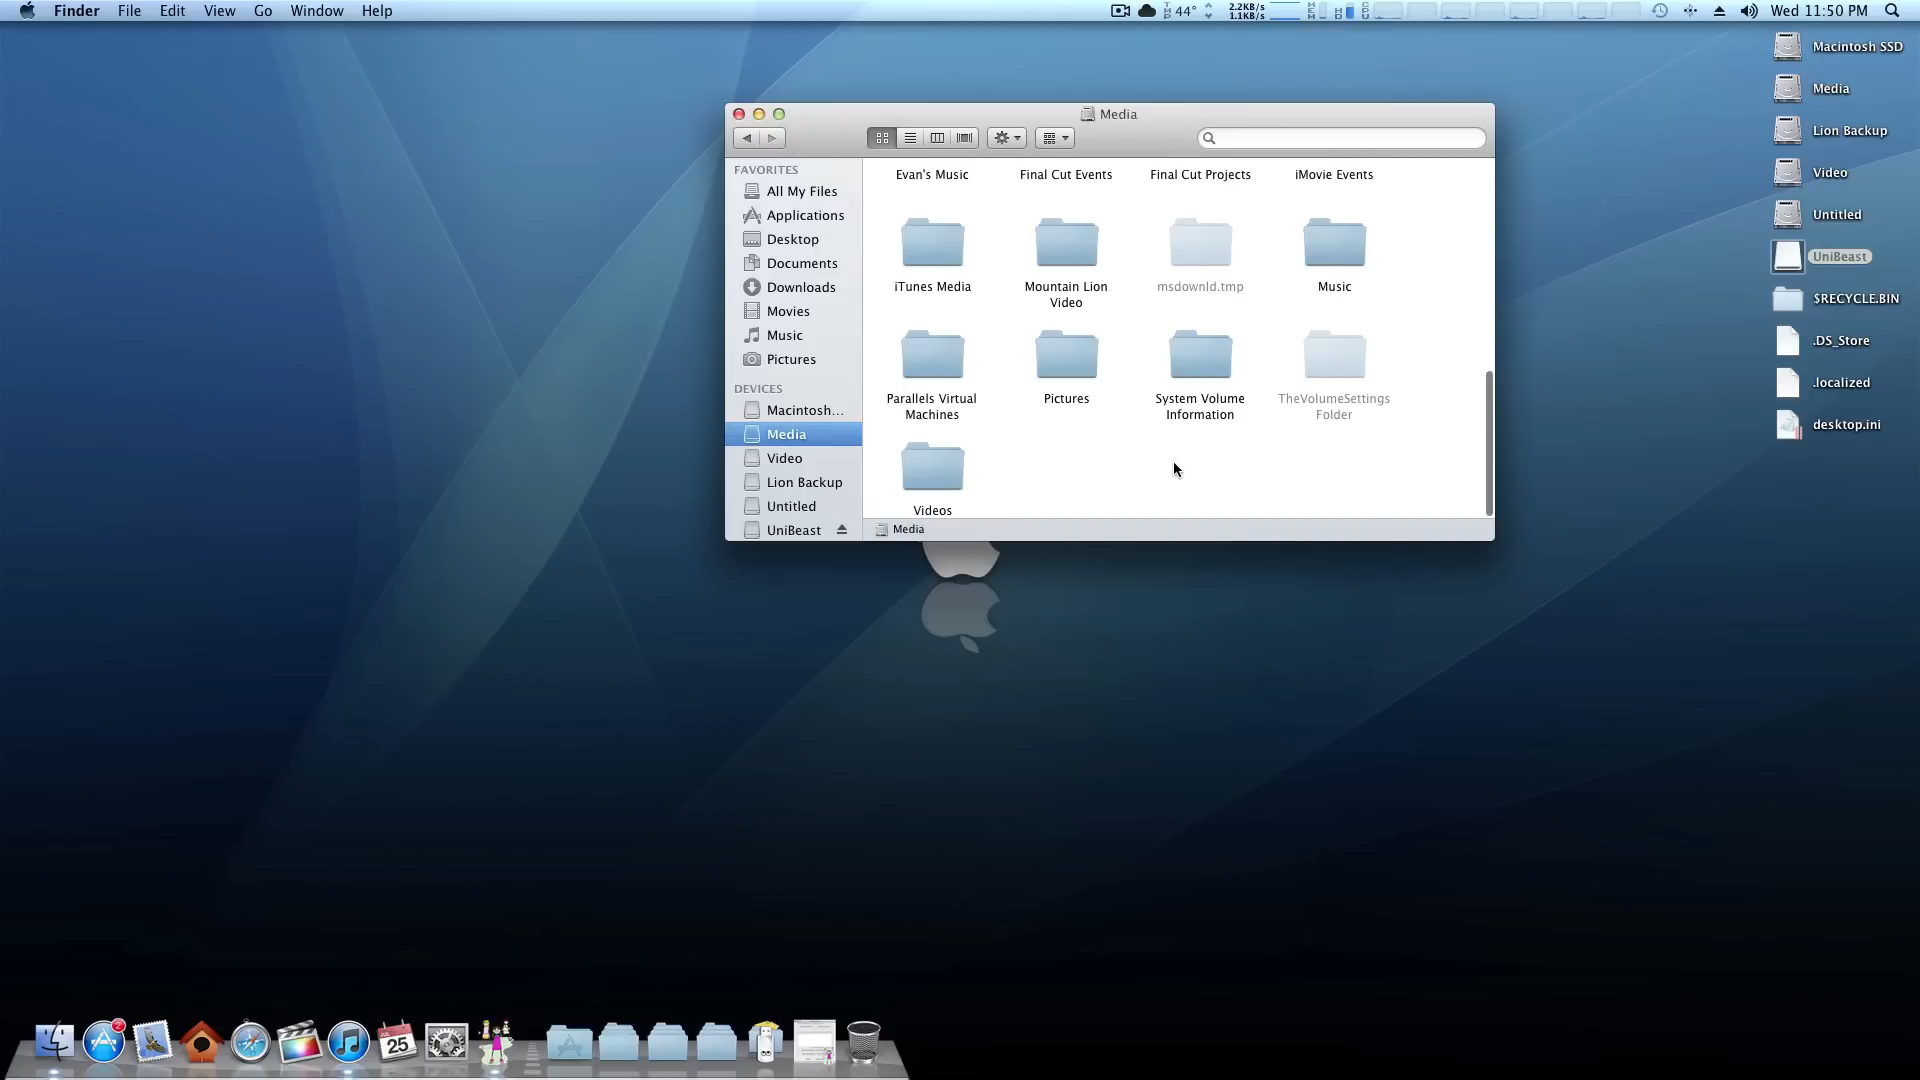 Finder File Edit View Go Window Help
44° 2.2KB/s Wed 11:50 PM
1.1KB/s
Macintosh SSD
Media
Lion Backup
Video
Untitled
UniBeast
$RECYCLE.BIN
.DS_Store
.localized
desktop.ini
Media
FAVORITES
All My Files
Applications
Desktop
Documents
Downloads
Movies
Music
Pictures
DEVICES
Macintosh...
Media
Video
Lion Backup
Untitled
UniBeast
Evan's Music Final Cut Events Final Cut Projects iMovie Events
iTunes Media Mountain Lion msdownld.tmp Music
Video
Parallels Virtual Pictures System Volume TheVolumeSettings
Machines Information Folder
Videos
Media
2
25